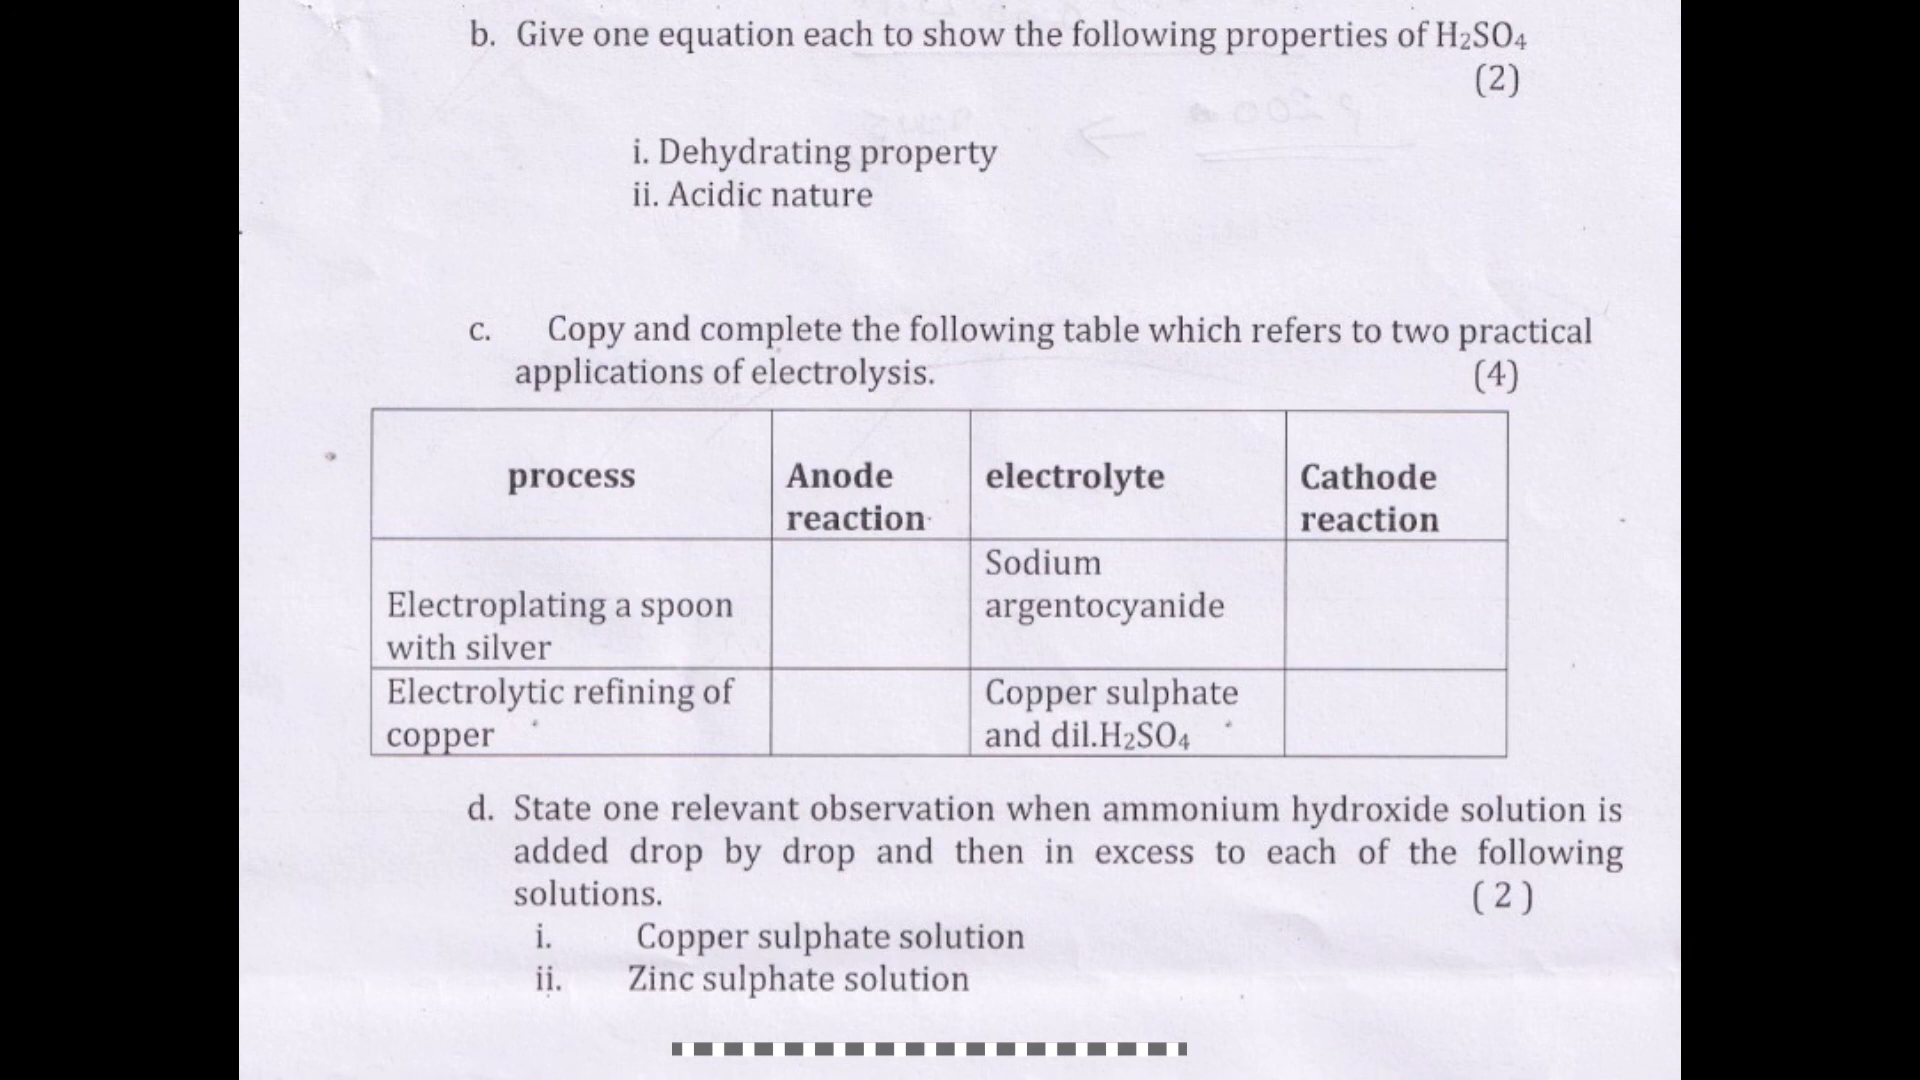 b. Give one equation each to show the following properties of H₂SO₄
(2)
i. Dehydrating property
ii. Acidic nature
c. Copy and complete the following table which refers to two practical
applications of electrolysis. (4)
process
Anode
reaction
electrolyte
Cathode
reaction
Electroplating a spoon
with silver
Sodium
argentocyanide
Electrolytic refining of
copper
Copper sulphate
and dil.H₂SO₄
d. State one relevant observation when ammonium hydroxide solution is
added drop by drop and then in excess to each of the following
solutions. ( 2 )
i. Copper sulphate solution
ii. Zinc sulphate solution